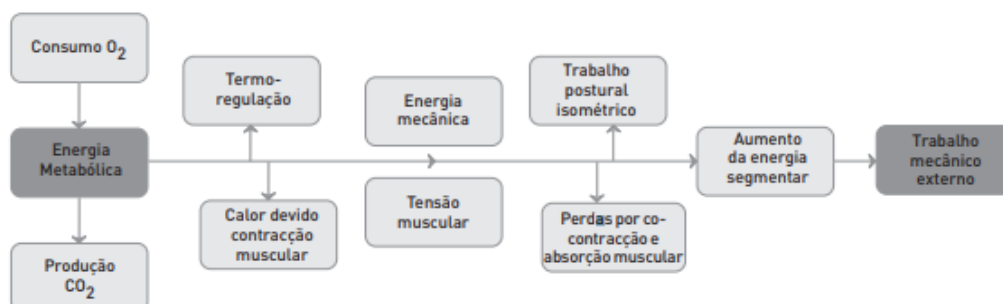 Consumo O2
Energia
Metabólica
Produção
CO2
Termo-
regulação
Calor devido
contracção
muscular
Energia
mecânica
Tensão
muscular
Trabalho
postural
isométrico
Perdas por co-
contracção e
absorção muscular
Aumento
da energia
segmentar
Trabalho
mecânico
externo